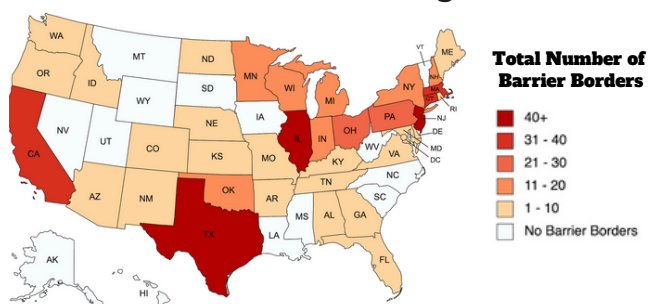 WA
OR
CA
NV
ID
MT
WY
UT
AZ
CO
NM
ND
SD
NE
KS
OK
TX
MN
IA
MO
AR
LA
WI
IL
MS
MI
IN
KY
TN
AL
OH
WV
VA
NC
SC
GA
FL
PA
NY
VT
NH
MA
CT
ME
RI
NJ
DE
MD
DC
AK
HI
Total Number of
Barrier Borders
40+
31 - 40
21 - 30
11 - 20
1 - 10
No Barrier Borders